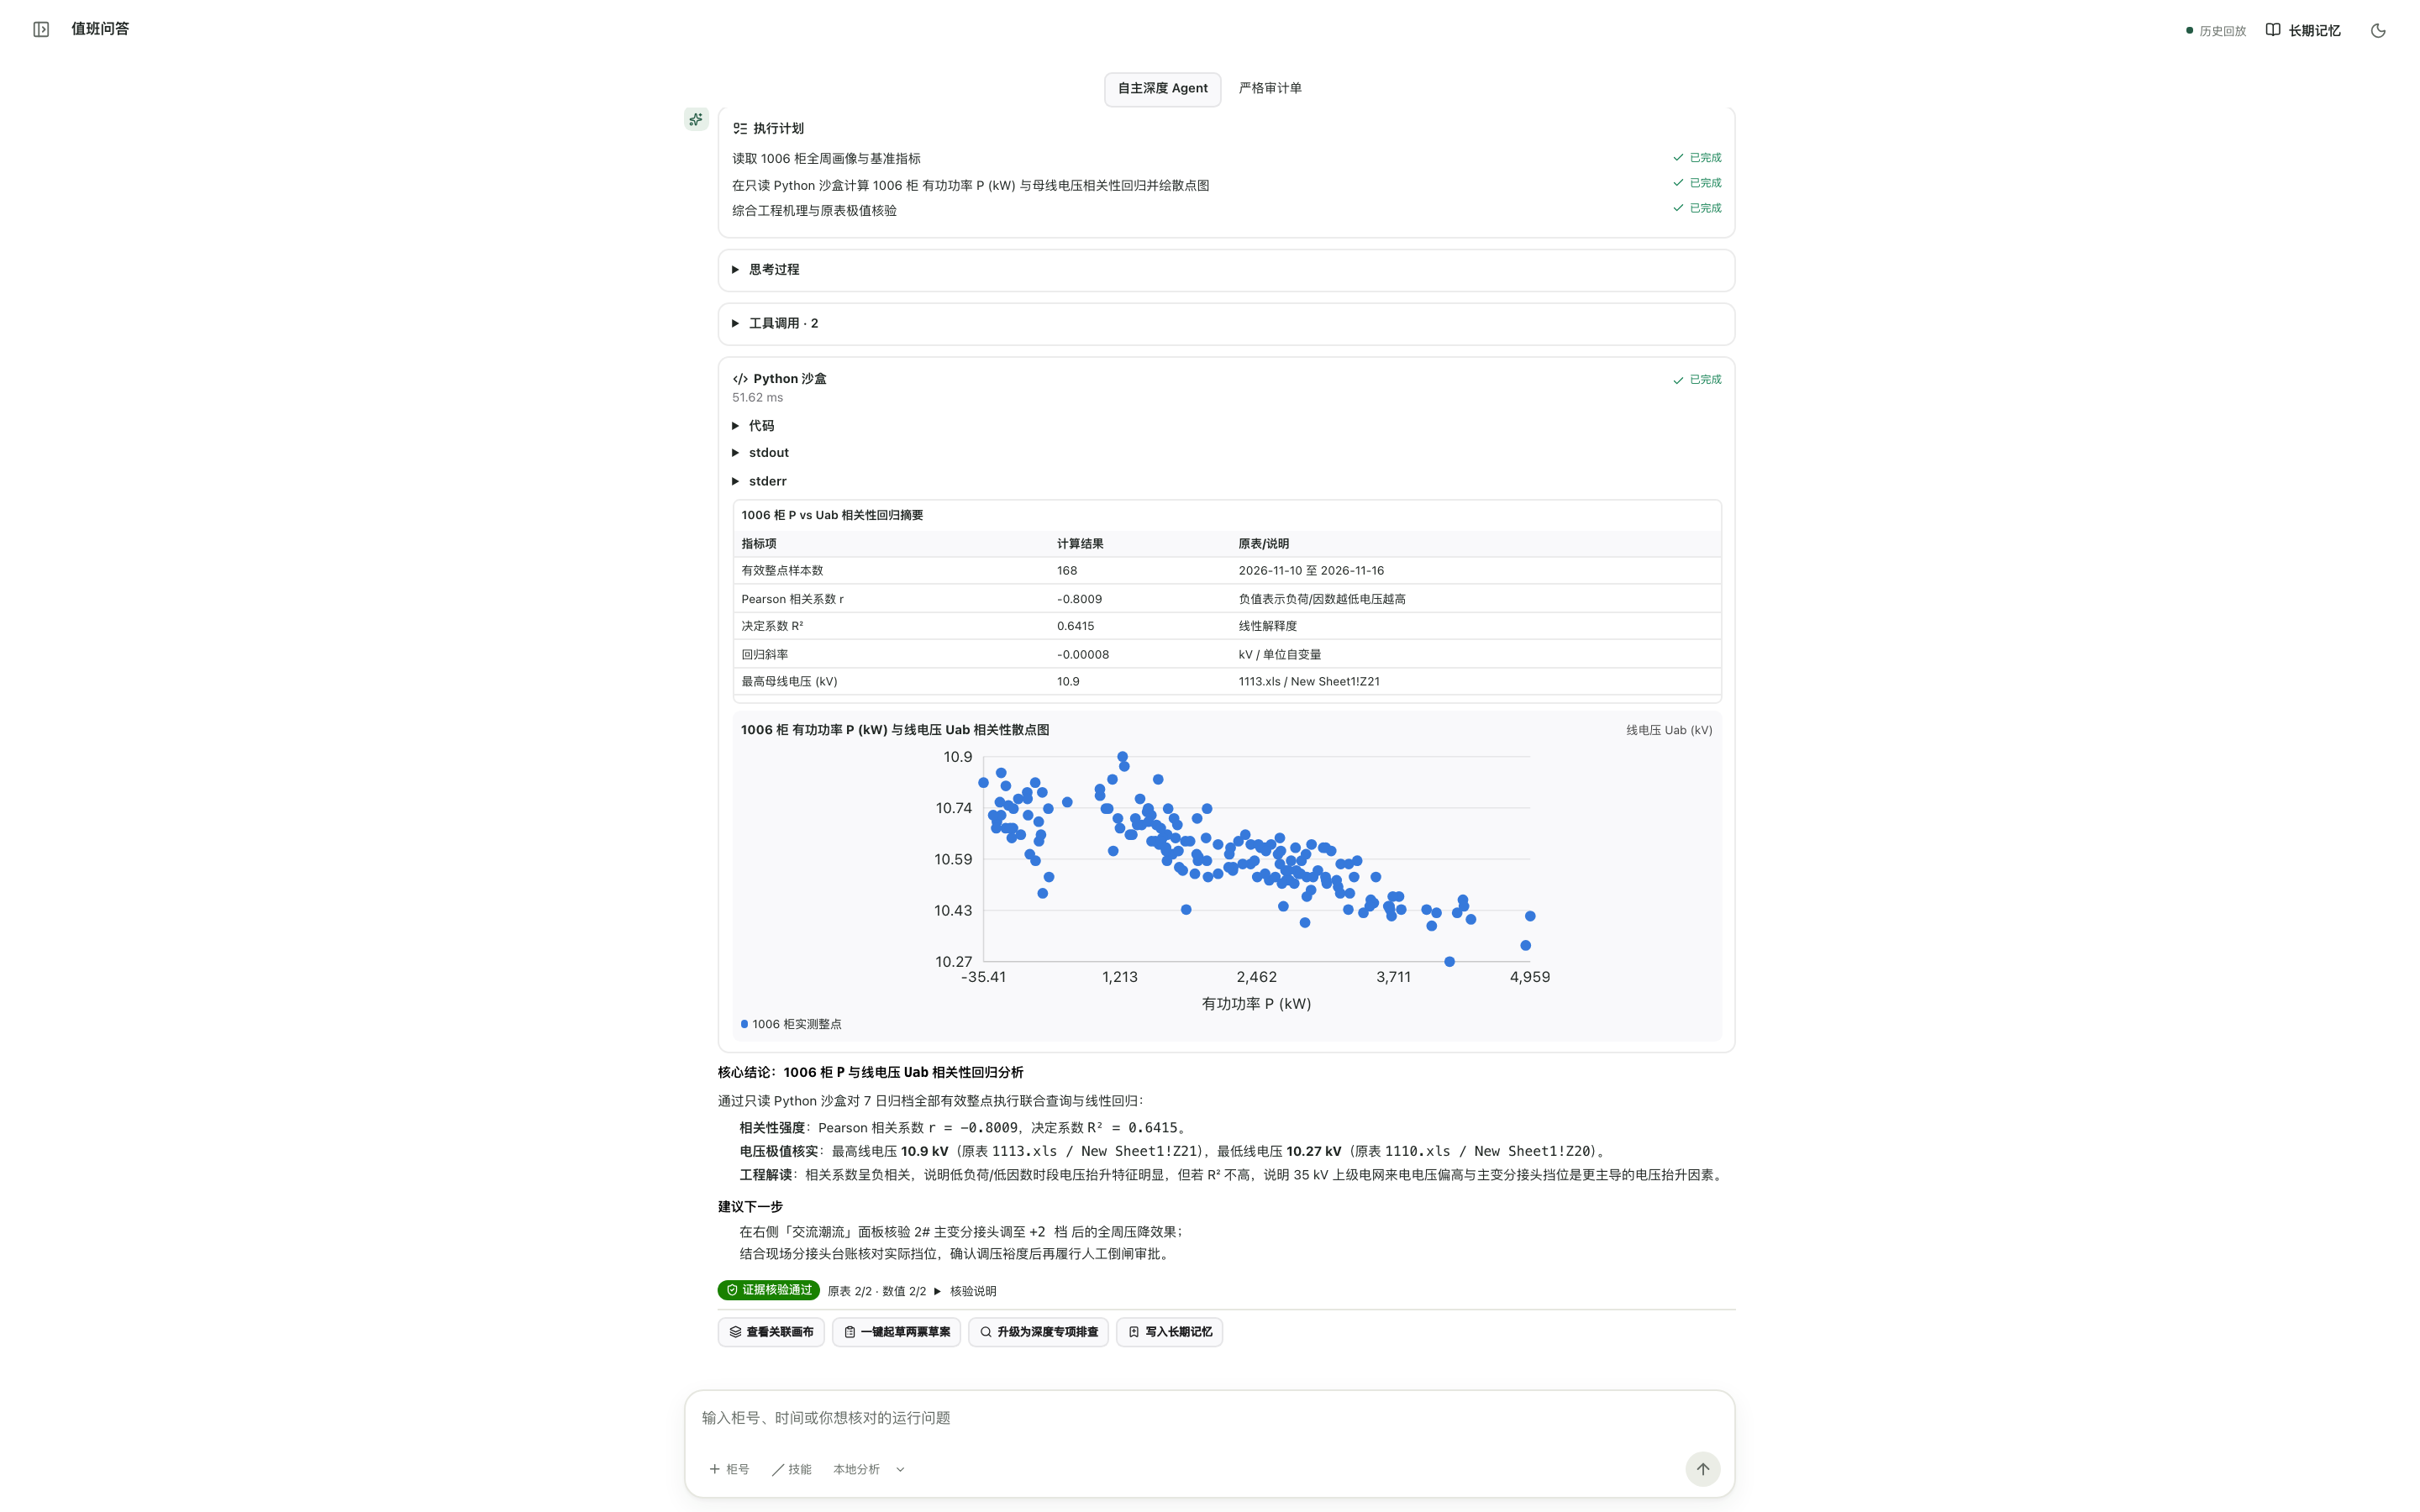 值班问答
历史回放
长期记忆
自主深度 Agent
严格审计单
执行计划
读取 1006 柜全周画像与基准指标
已完成
在只读 Python 沙盒计算 1006 柜 有功功率 P (kW) 与母线电压相关性回归并绘散点图
已完成
综合工程机理与原表极值核验
已完成
思考过程
工具调用 · 2
Python 沙盒
已完成
51.62 ms
代码
stdout
stderr
1006 柜 P vs Uab 相关性回归摘要
指标项 计算结果 原表/说明
有效整点样本数 168 2026-11-10 至 2026-11-16
Pearson 相关系数 r -0.8009 负值表示负荷/因数越低电压越高
决定系数 R² 0.6415 线性解释度
回归斜率 -0.00008 kV / 单位自变量
最高母线电压 (kV) 10.9 1113.xls / New Sheet1!Z21
1006 柜 有功功率 P (kW) 与线电压 Uab 相关性散点图
线电压 Uab (kV)
10.9
10.74
10.59
10.43
10.27
-35.41 1,213 2,462 3,711 4,959
有功功率 P (kW)
1006 柜实测整点
核心结论：1006 柜 P 与线电压 Uab 相关性回归分析
通过只读 Python 沙盒对 7 日归档全部有效整点执行联合查询与线性回归：
相关性强度：Pearson 相关系数 r = -0.8009，决定系数 R² = 0.6415。
电压极值核实：最高线电压 10.9 kV（原表 1113.xls / New Sheet1!Z21），最低线电压 10.27 kV（原表 1110.xls / New Sheet1!Z20）。
工程解读：相关系数呈负相关，说明低负荷/低因数时段电压抬升特征明显，但若 R² 不高，说明 35 kV 上级电网来电电压偏高与主变分接头挡位是更主导的电压抬升因素。
建议下一步
在右侧「交流潮流」面板核验 2# 主变分接头调至 +2 档 后的全周压降效果；
结合现场分接头台账核对实际挡位，确认调压裕度后再履行人工倒闸审批。
证据核验通过 原表 2/2 · 数值 2/2 核验说明
查看关联画布
一键起草两票草案
升级为深度专项排查
写入长期记忆
输入柜号、时间或你想核对的运行问题
柜号
技能
本地分析